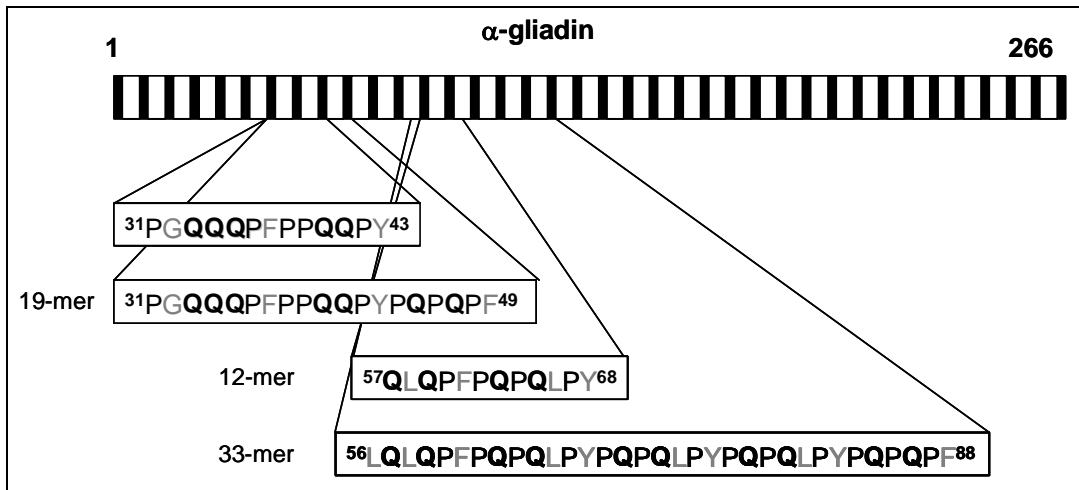 α-gliadin
1 266
31PGQQQPFPPQQPY43
19-mer 31PGQQQPFPPQQPYPQPQPF49
12-mer 57QLQPFPQPQLPY68
33-mer 56LQLQPFPQPQLPYPQPQLPYPQPQLPYPQPQPF88